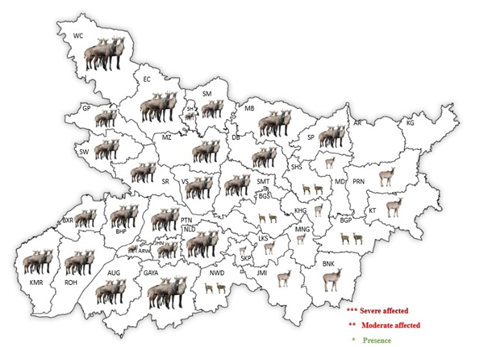 WC
EC
SM
SH
GP
MZ
DB
MB
AR
KG
SP
SW
SR
VS
SMT
SHS
MD
PRN
BGS
KHG
KT
BXR
BHP
PTN
NLD
LKS
MNG
BGP
ARW
JHN
SKP
KMR
ROH
AUG
GAYA
NWD
JMI
BNK
*** Severe affected
** Moderate affected
* Presence